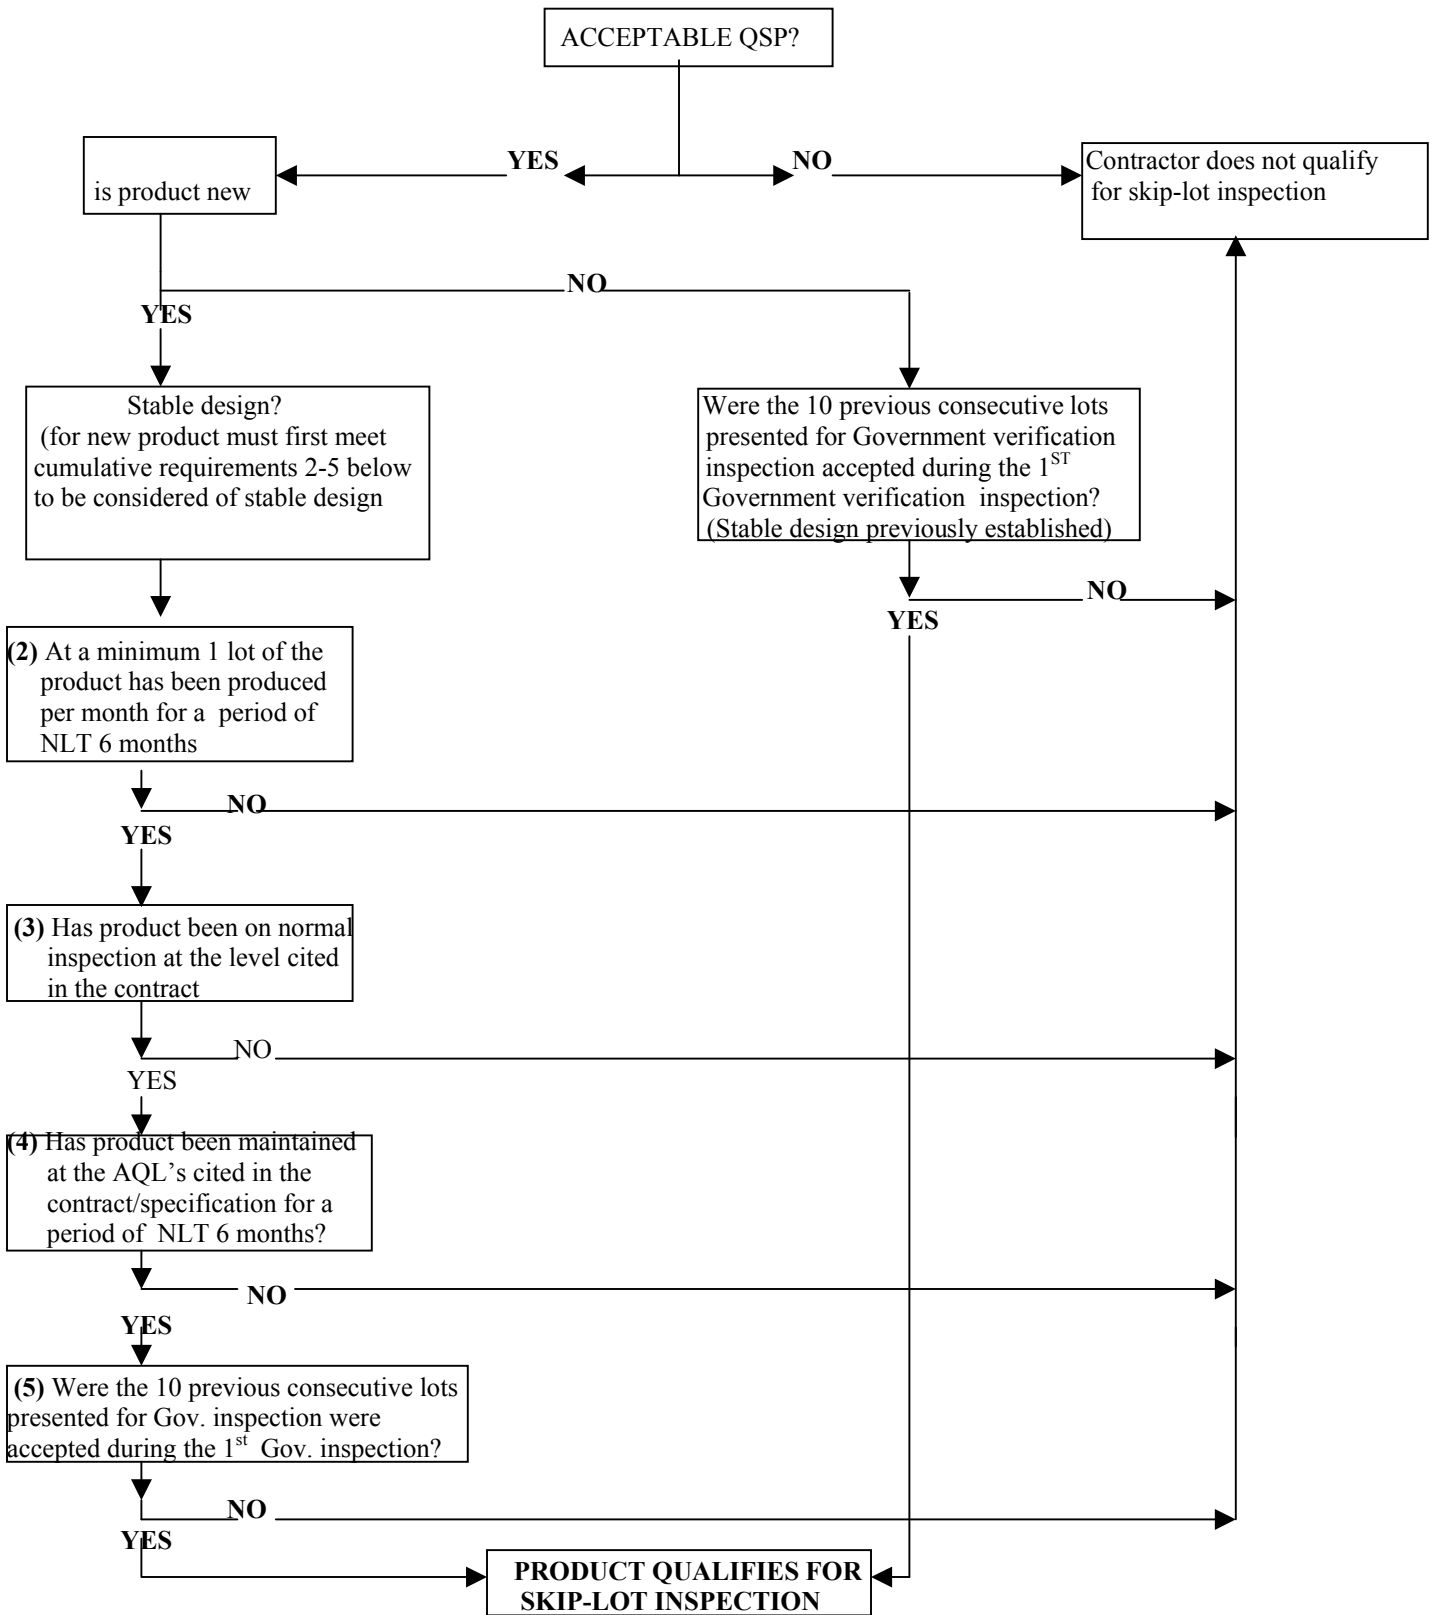 ACCEPTABLE QSP?
YES
NO
is product new
Contractor does not qualify
for skip-lot inspection
NO
YES
Stable design?
(for new product must first meet
cumulative requirements 2-5 below
to be considered of stable design
Were the 10 previous consecutive lots
presented for Government verification
inspection accepted during the 1ST
Government verification inspection?
(Stable design previously established)
NO
YES
(2) At a minimum 1 lot of the
product has been produced
per month for a period of
NLT 6 months
NO
YES
(3) Has product been on normal
inspection at the level cited
in the contract
NO
YES
(4) Has product been maintained
at the AQL’s cited in the
contract/specification for a
period of NLT 6 months?
NO
YES
(5) Were the 10 previous consecutive lots
presented for Gov. inspection were
accepted during the 1st Gov. inspection?
NO
YES
PRODUCT QUALIFIES FOR
SKIP-LOT INSPECTION